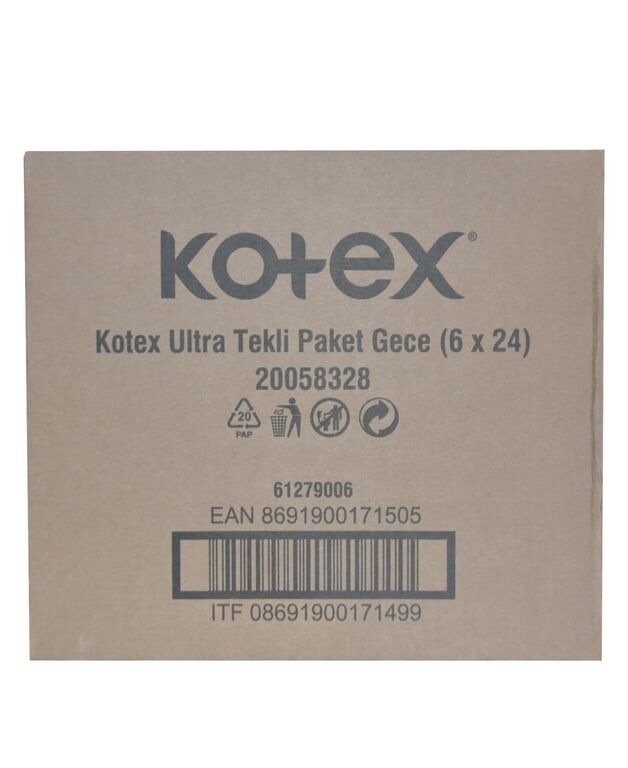 Kotex®
Kotex Ultra Tekli Paket Gece (6 x 24)
20058328
20
PAP
61279006
EAN 8691900171505
ITF 08691900171499